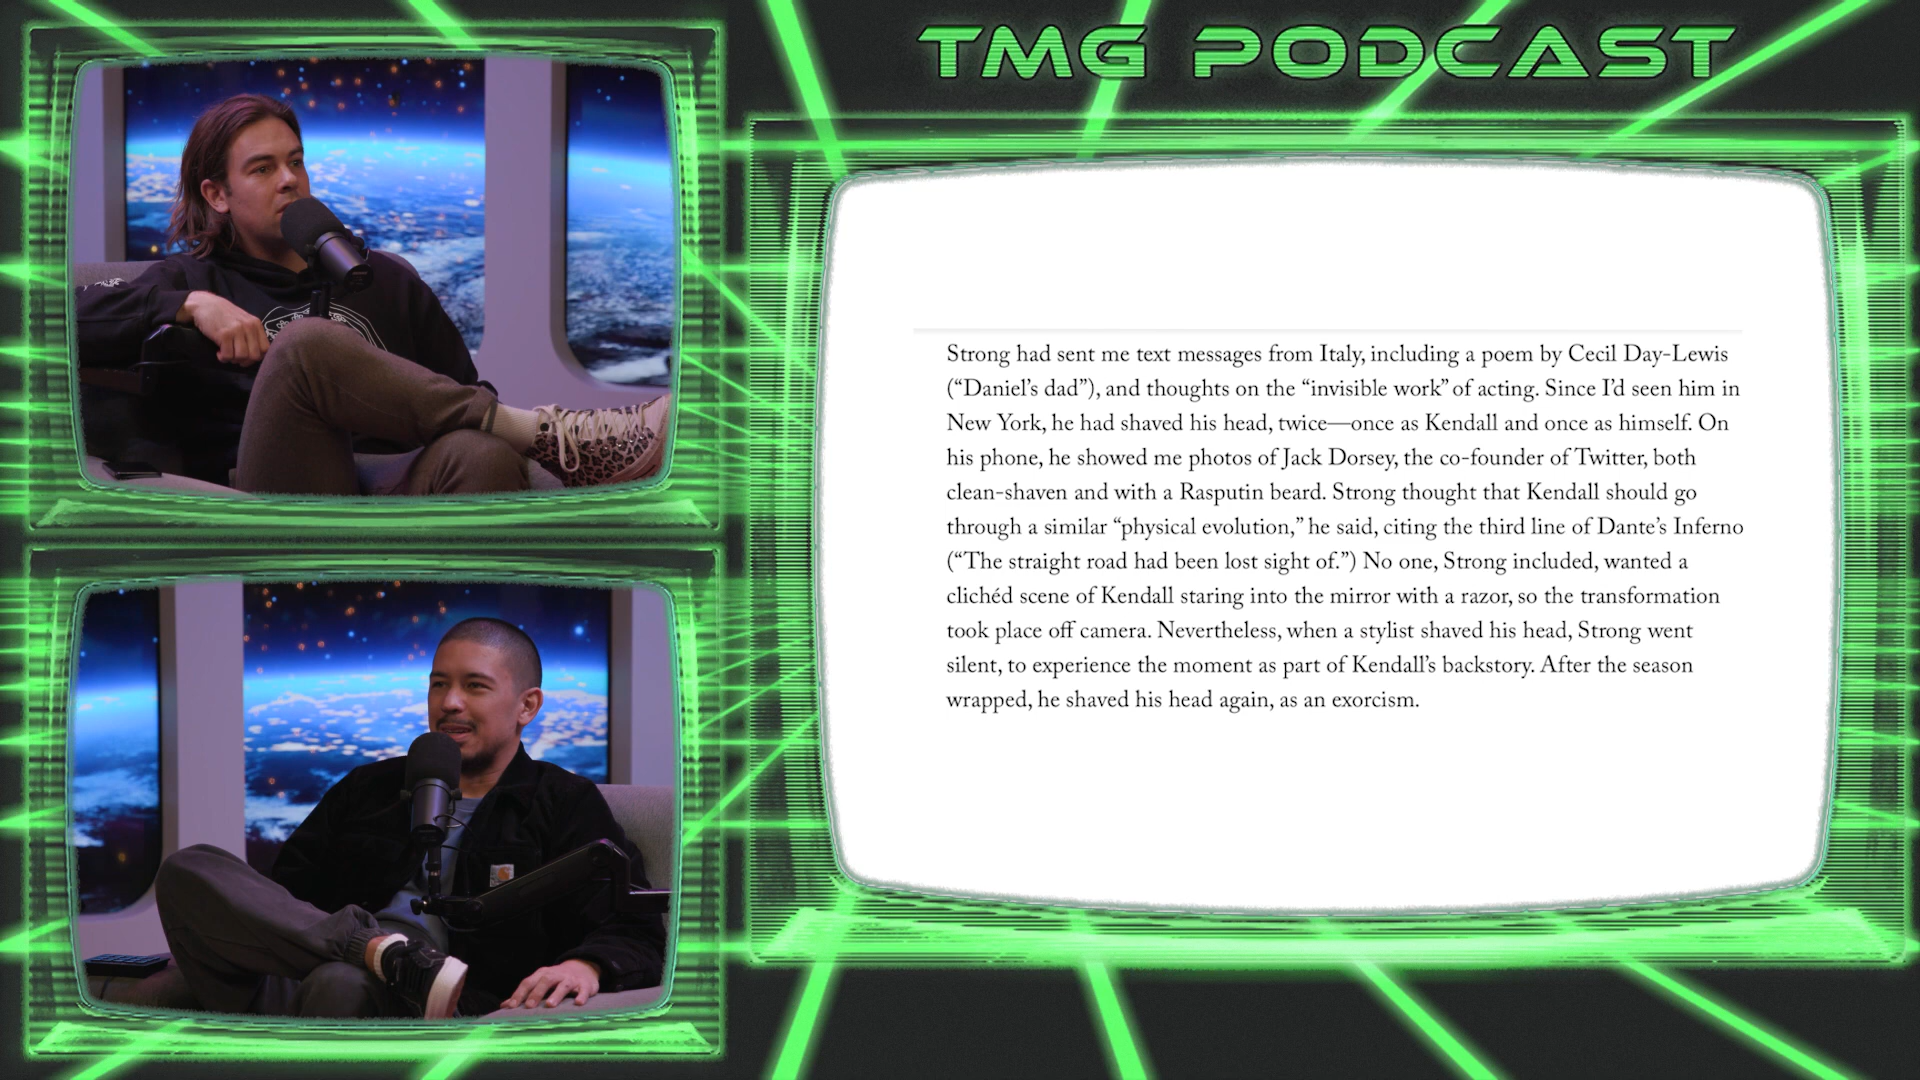 TMG PODCAST
Strong had sent me text messages from Italy, including a poem by Cecil Day-Lewis
(“Daniel’s dad”), and thoughts on the “invisible work” of acting. Since I’d seen him in
New York, he had shaved his head, twice—once as Kendall and once as himself. On
his phone, he showed me photos of Jack Dorsey, the co-founder of Twitter, both
clean-shaven and with a Rasputin beard. Strong thought that Kendall should go
through a similar “physical evolution,” he said, citing the third line of Dante’s Inferno
(“The straight road had been lost sight of.”) No one, Strong included, wanted a
clichéd scene of Kendall staring into the mirror with a razor, so the transformation
took place off camera. Nevertheless, when a stylist shaved his head, Strong went
silent, to experience the moment as part of Kendall’s backstory. After the season
wrapped, he shaved his head again, as an exorcism.